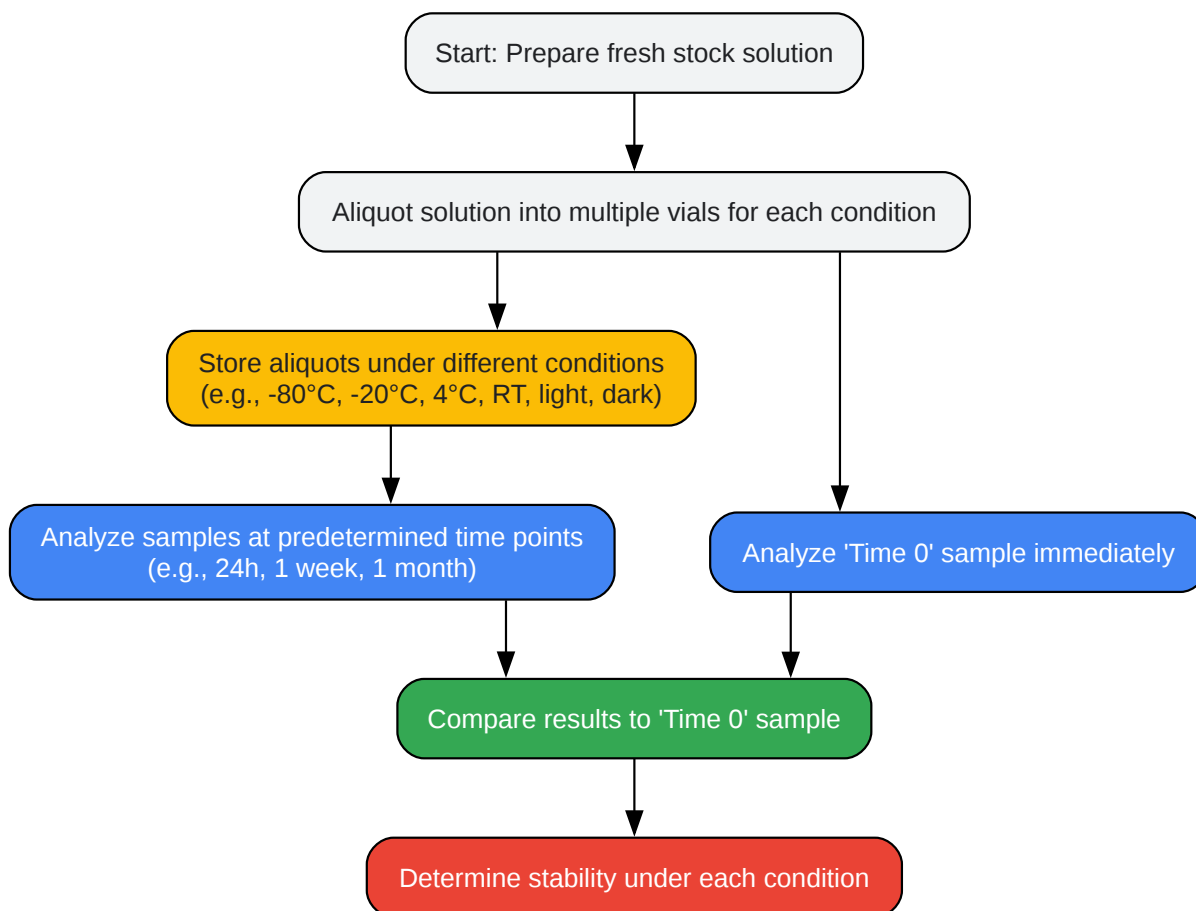 Start: Prepare fresh stock solution
Aliquot solution into multiple vials for each condition
Store aliquots under different conditions
(e.g., -80°C, -20°C, 4°C, RT, light, dark)
Analyze samples at predetermined time points
(e.g., 24h, 1 week, 1 month)
Analyze 'Time 0' sample immediately
Compare results to 'Time 0' sample
Determine stability under each condition